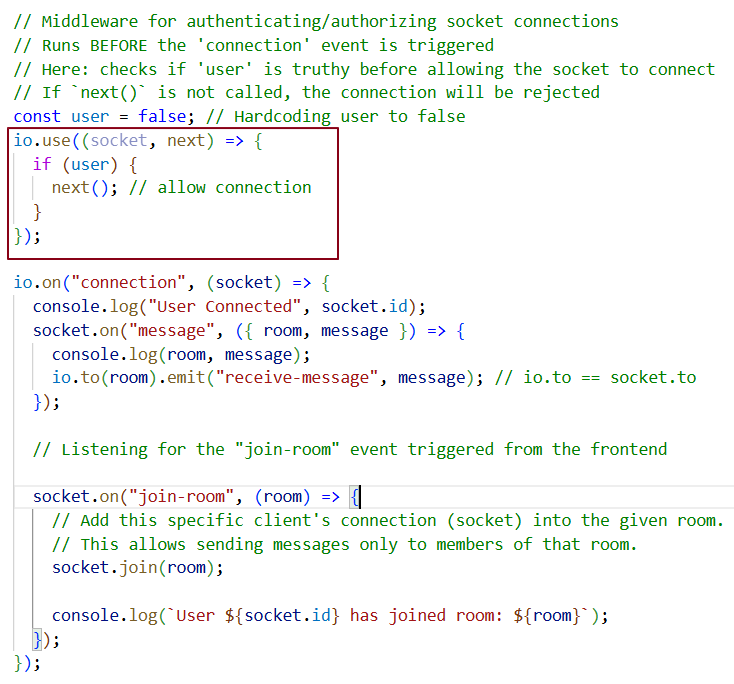 // Middleware for authenticating/authorizing socket connections
// Runs BEFORE the 'connection' event is triggered
// Here: checks if 'user' is truthy before allowing the socket to connect
// If `next()` is not called, the connection will be rejected
const user = false; // Hardcoding user to false
io.use((socket, next) => {
  if (user) {
    next(); // allow connection
  }
});

io.on("connection", (socket) => {
  console.log("User Connected", socket.id);
  socket.on("message", ({ room, message }) => {
    console.log(room, message);
    io.to(room).emit("receive-message", message); // io.to == socket.to
  });

  // Listening for the "join-room" event triggered from the frontend

  socket.on("join-room", (room) => {
    // Add this specific client's connection (socket) into the given room.
    // This allows sending messages only to members of that room.
    socket.join(room);

    console.log(`User ${socket.id} has joined room: ${room}`);
  });
});